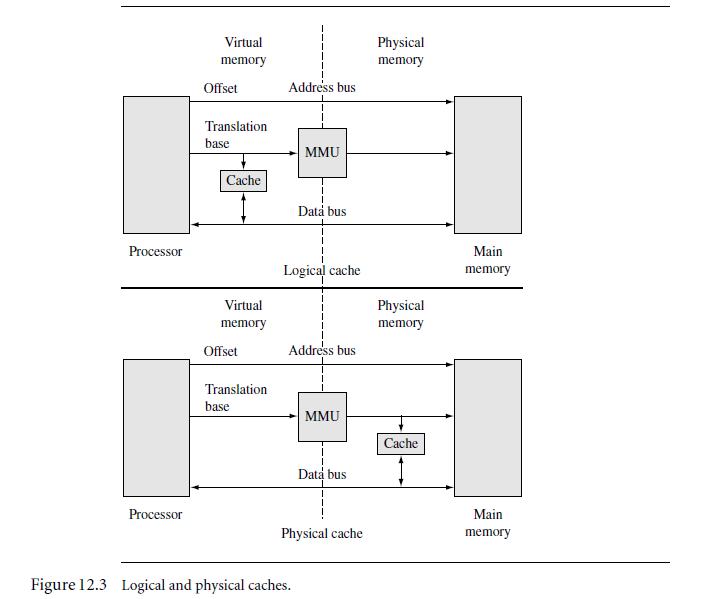 Virtual
memory
Physical
memory
Offset
Address bus
Translation
base
MMU
Cache
Data bus
Processor
Main
memory
Logical cache
Virtual
memory
Physical
memory
Offset
Address bus
Translation
base
MMU
Cache
Data bus
Processor
Main
memory
Physical cache
Figure 12.3 Logical and physical caches.